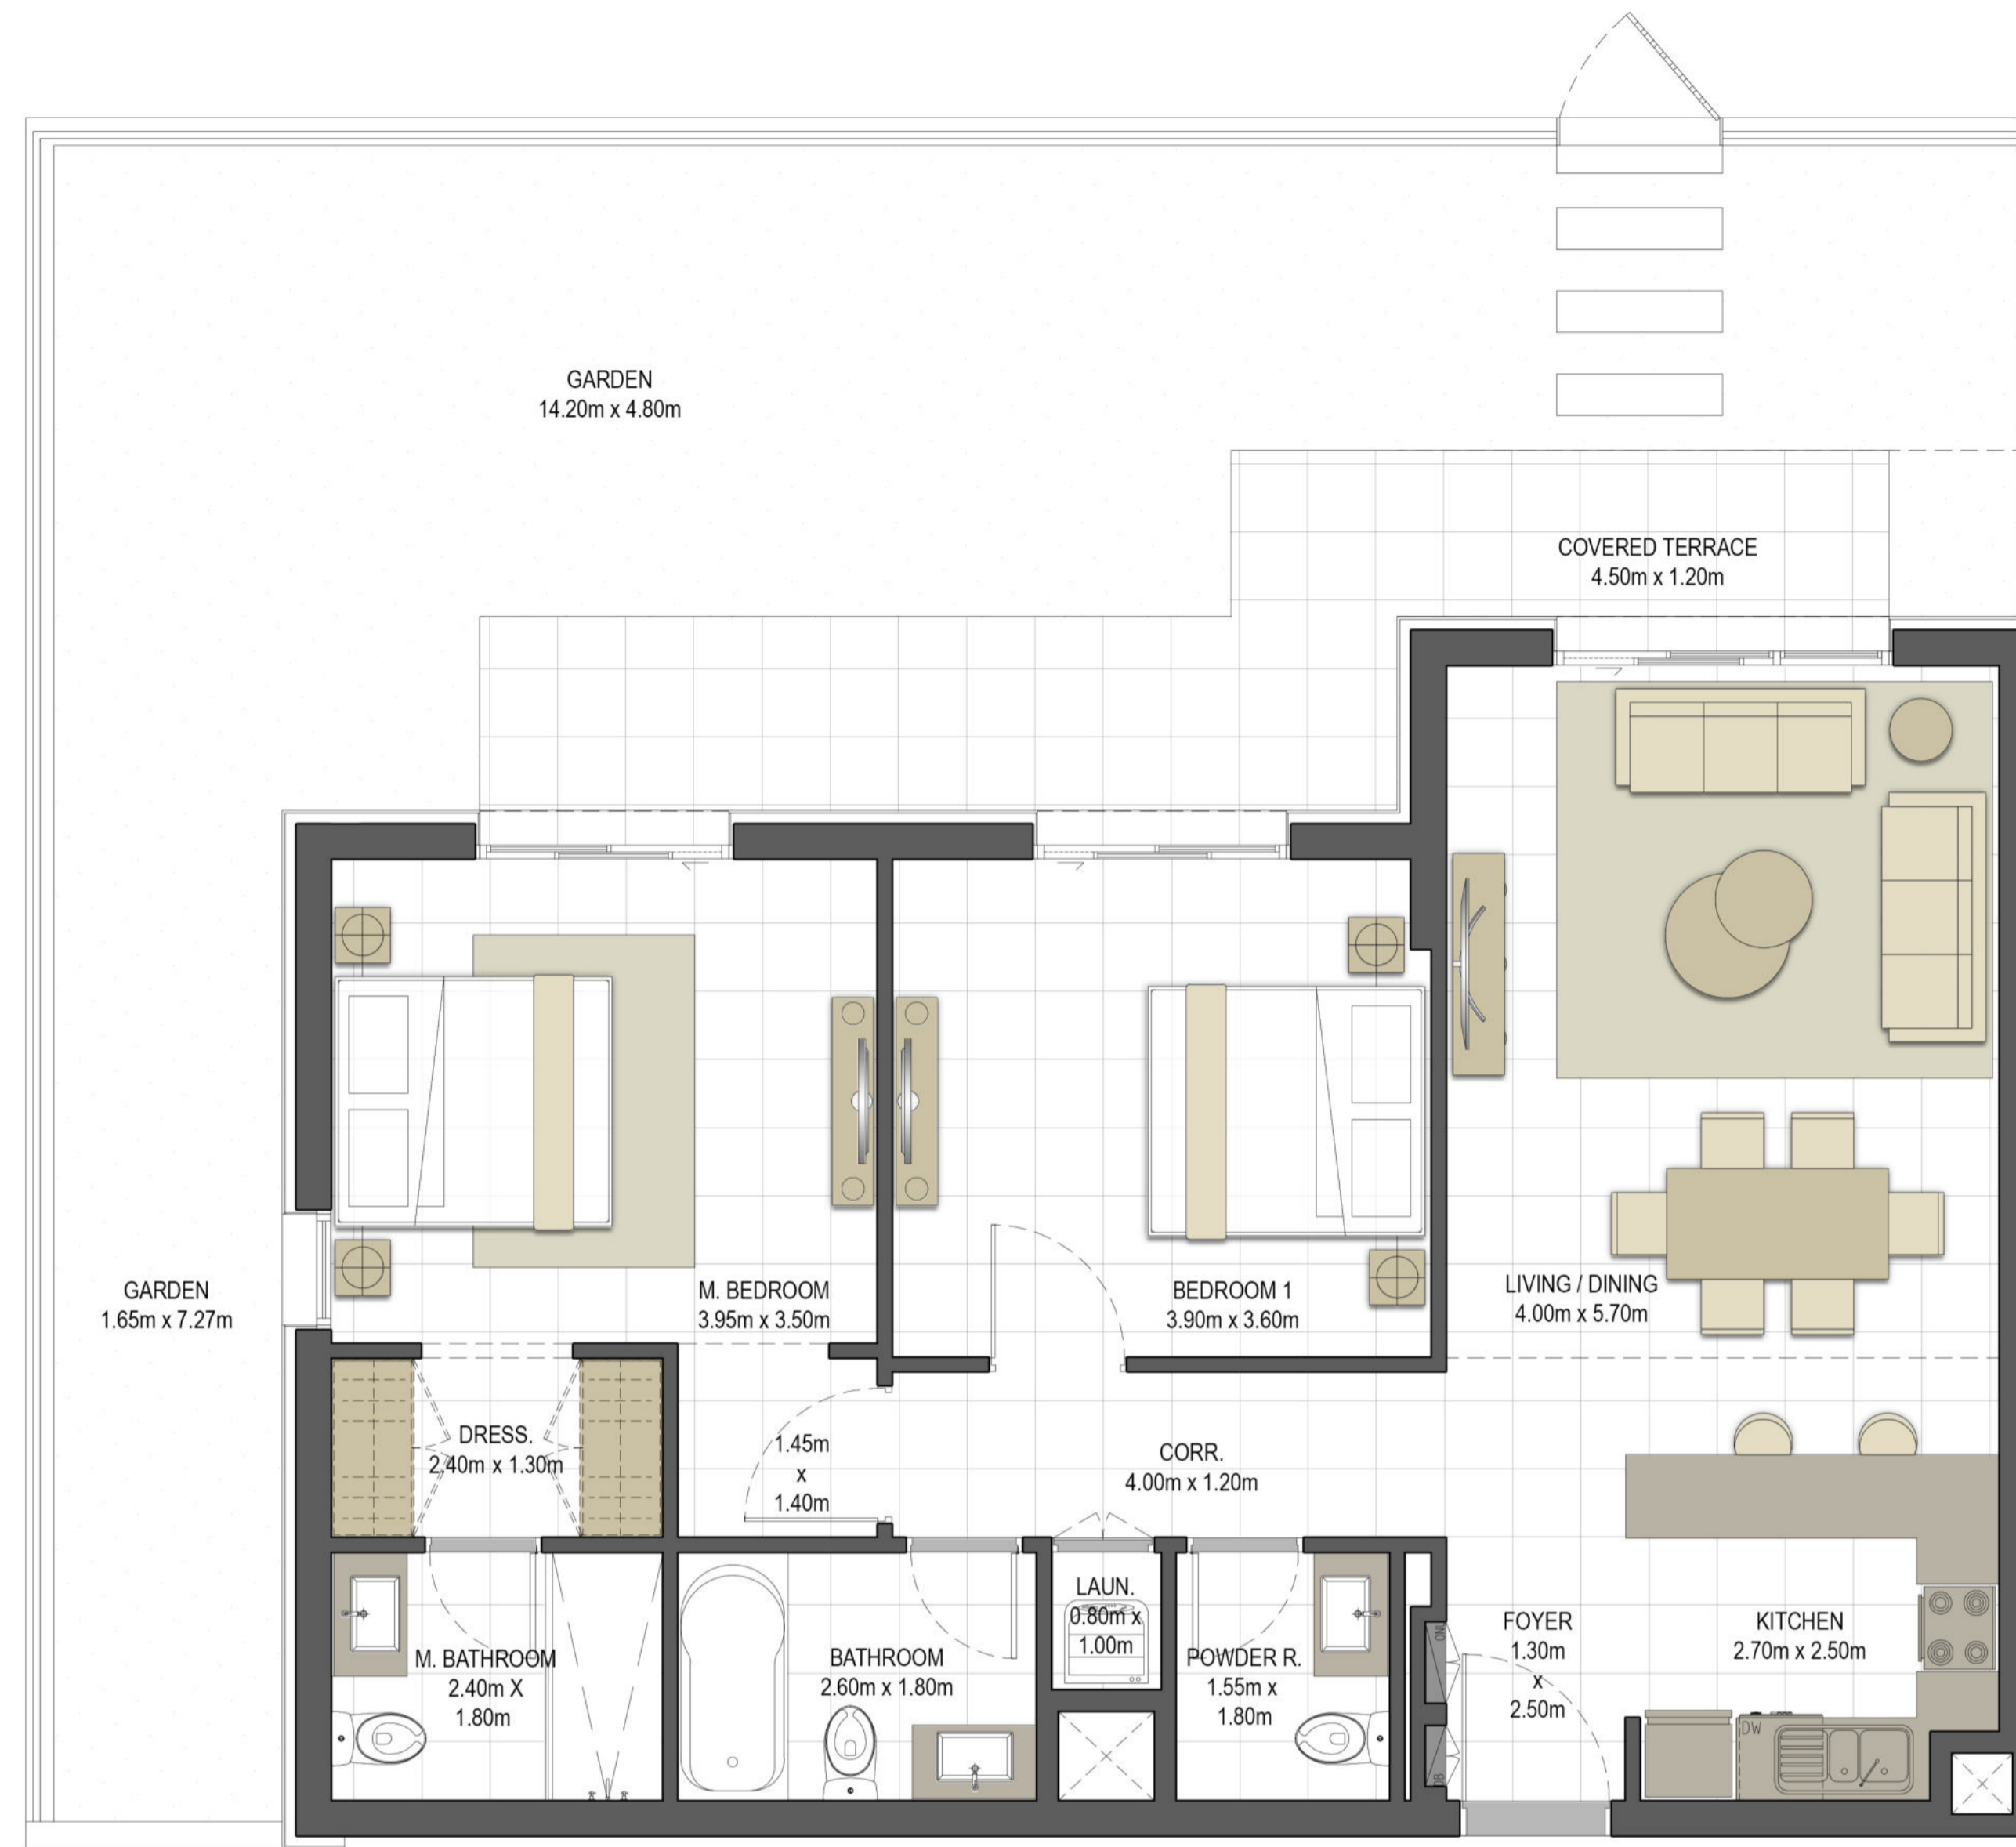 GARDEN
14.20m x 4.80m
COVERED TERRACE
4.50m x 1.20m
GARDEN
1.65m x 7.27m
M. BEDROOM
3.95m x 3.50m
BEDROOM 1
3.90m x 3.60m
LIVING / DINING
4.00m x 5.70m
DRESS.
2.40m x 1.30m
1.45m
x
1.40m
CORR.
4.00m x 1.20m
M. BATHROOM
2.40m X
1.80m
BATHROOM
2.60m x 1.80m
LAUN.
0.80m x
1.00m
POWDER R.
1.55m x
1.80m
FOYER
1.30m
x
2.50m
KITCHEN
2.70m x 2.50m
DW
DB